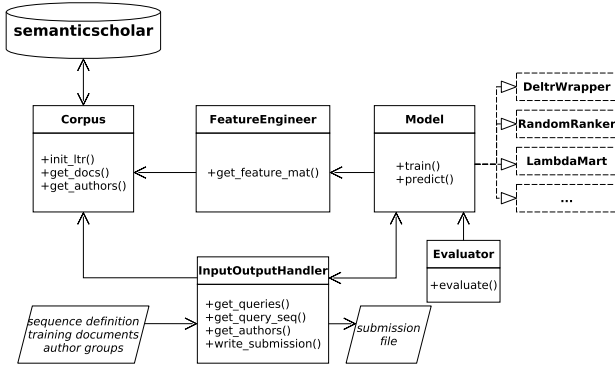 semanticscholar
Corpus
+init_ltr()
+get_docs()
+get_authors()
FeatureEngineer
+get_feature_mat()
Model
+train()
+predict()
DeltrWrapper
RandomRanker
LambdaMart
...
Evaluator
+evaluate()
InputOutputHandler
+get_queries()
+get_query_seq()
+get_authors()
+write_submission()
sequence definition
training documents
author groups
submission
file